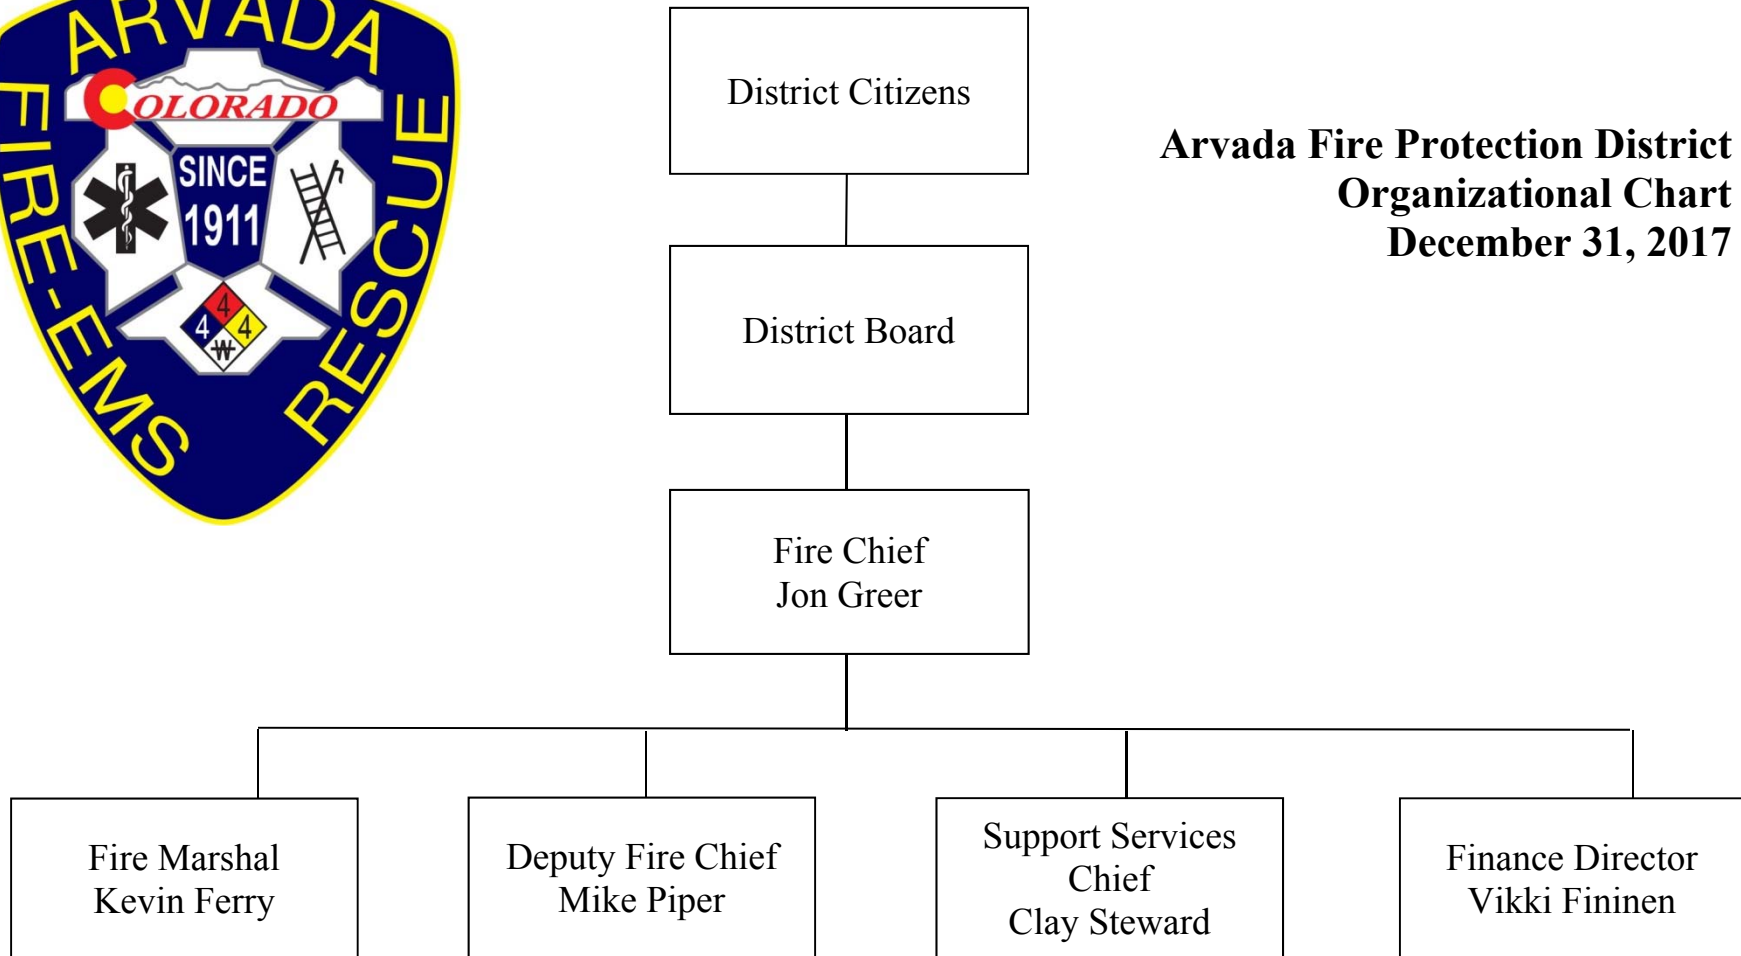 ARVADA
FIRE-EMS
RESCUE
COLORADO
SINCE
1911
4
4
4
W
District Citizens
Arvada Fire Protection District
Organizational Chart
December 31, 2017
District Board
Fire Chief
Jon Greer
Fire Marshal
Kevin Ferry
Deputy Fire Chief
Mike Piper
Support Services
Chief
Clay Steward
Finance Director
Vikki Fininen